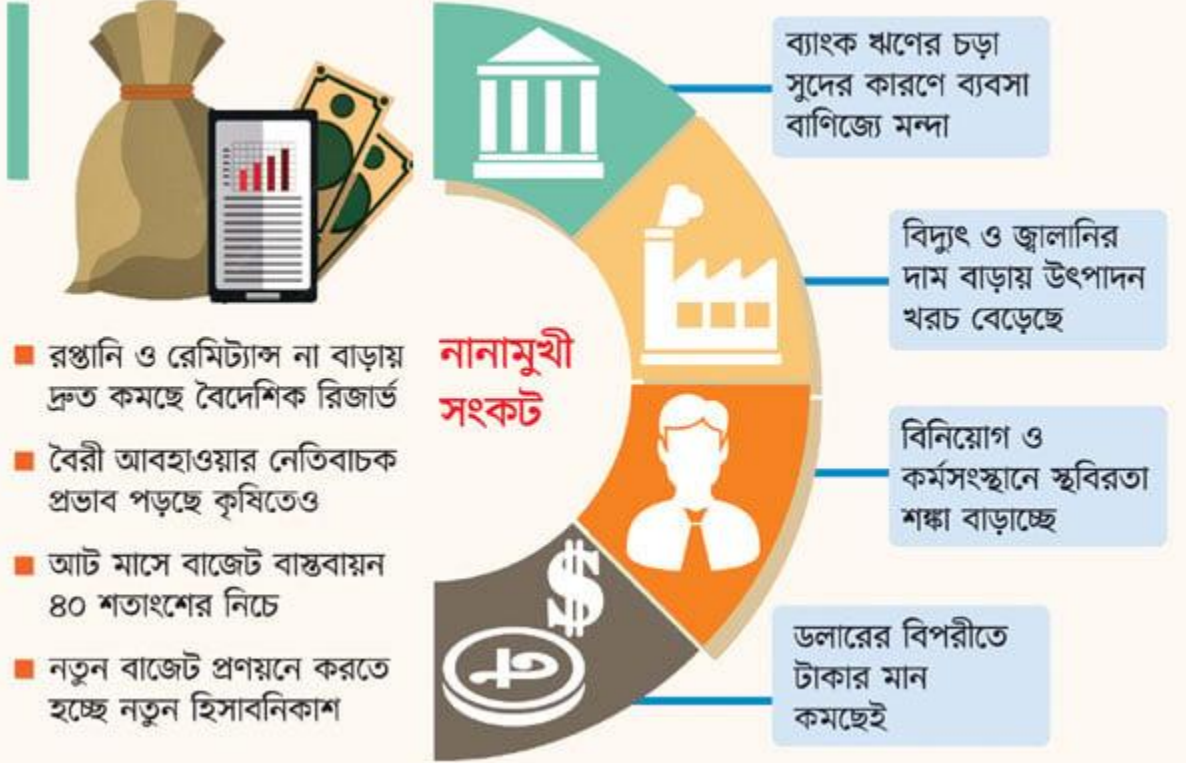 নানামুখী
সংকট
ব্যাংক ঋণের চড়া
সুদের কারণে ব্যবসা
বাণিজ্যে মন্দা
বিদ্যুৎ ও জ্বালানির
দাম বাড়ায় উৎপাদন
খরচ বেড়েছে
বিনিয়োগ ও
কর্মসংস্থানে স্থবিরতা
শঙ্কা বাড়াচ্ছে
ডলারের বিপরীতে
টাকার মান
কমছেই
রপ্তানি ও রেমিট্যান্স না বাড়ায়
দ্রুত কমছে বৈদেশিক রিজার্ভ
বৈরী আবহাওয়ার নেতিবাচক
প্রভাব পড়ছে কৃষিতেও
আট মাসে বাজেট বাস্তবায়ন
৪০ শতাংশের নিচে
নতুন বাজেট প্রণয়নে করতে
হচ্ছে নতুন হিসাবনিকাশ
$
৳